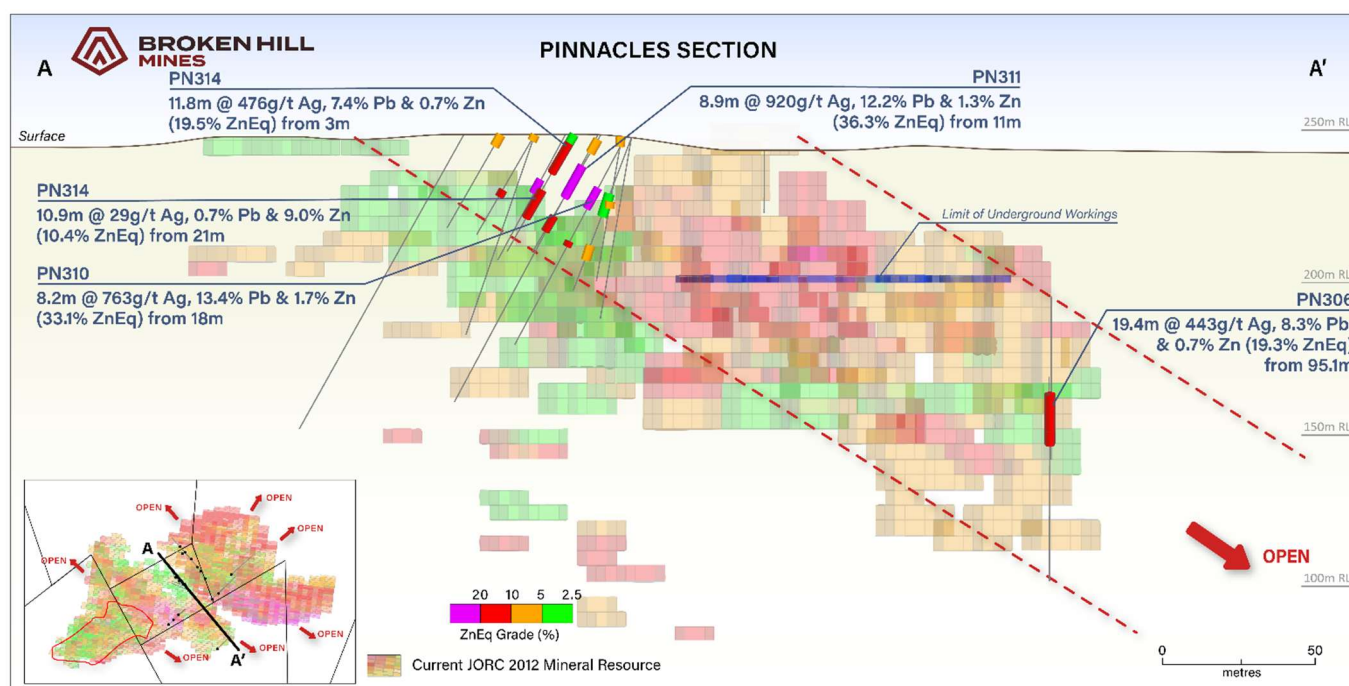 BROKEN HILL
MINES
PINNACLES SECTION
A
A'
PN314
11.8m @ 476g/t Ag, 7.4% Pb & 0.7% Zn
(19.5% ZnEq) from 3m
PN311
8.9m @ 920g/t Ag, 12.2% Pb & 1.3% Zn
(36.3% ZnEq) from 11m
Surface
250m RL
PN314
10.9m @ 29g/t Ag, 0.7% Pb & 9.0% Zn
(10.4% ZnEq) from 21m
Limit of Underground Workings
PN310
8.2m @ 763g/t Ag, 13.4% Pb & 1.7% Zn
(33.1% ZnEq) from 18m
200m RL
PN306
19.4m @ 443g/t Ag, 8.3% Pb
& 0.7% Zn (19.3% ZnEq)
from 95.1m
150m RL
OPEN
100m RL
OPEN
OPEN
OPEN
OPEN
A
OPEN
OPEN
OPEN
A'
20 10 5 2.5
ZnEq Grade (%)
Current JORC 2012 Mineral Resource
0 50
metres